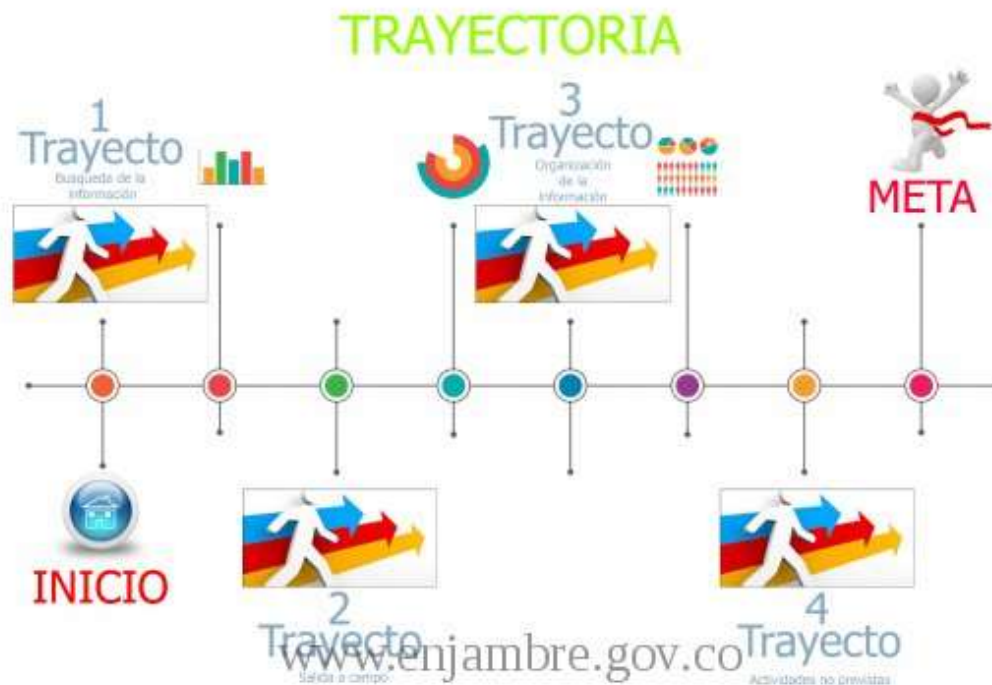 TRAYECTORIA
1
Trayecto
Busqueda de la
información
3
Trayecto
Organización
de la
información
META
INICIO
2
Trayecto
Salida a campo
4
Trayecto
Actividades no previstas
www.enjambre.gov.co